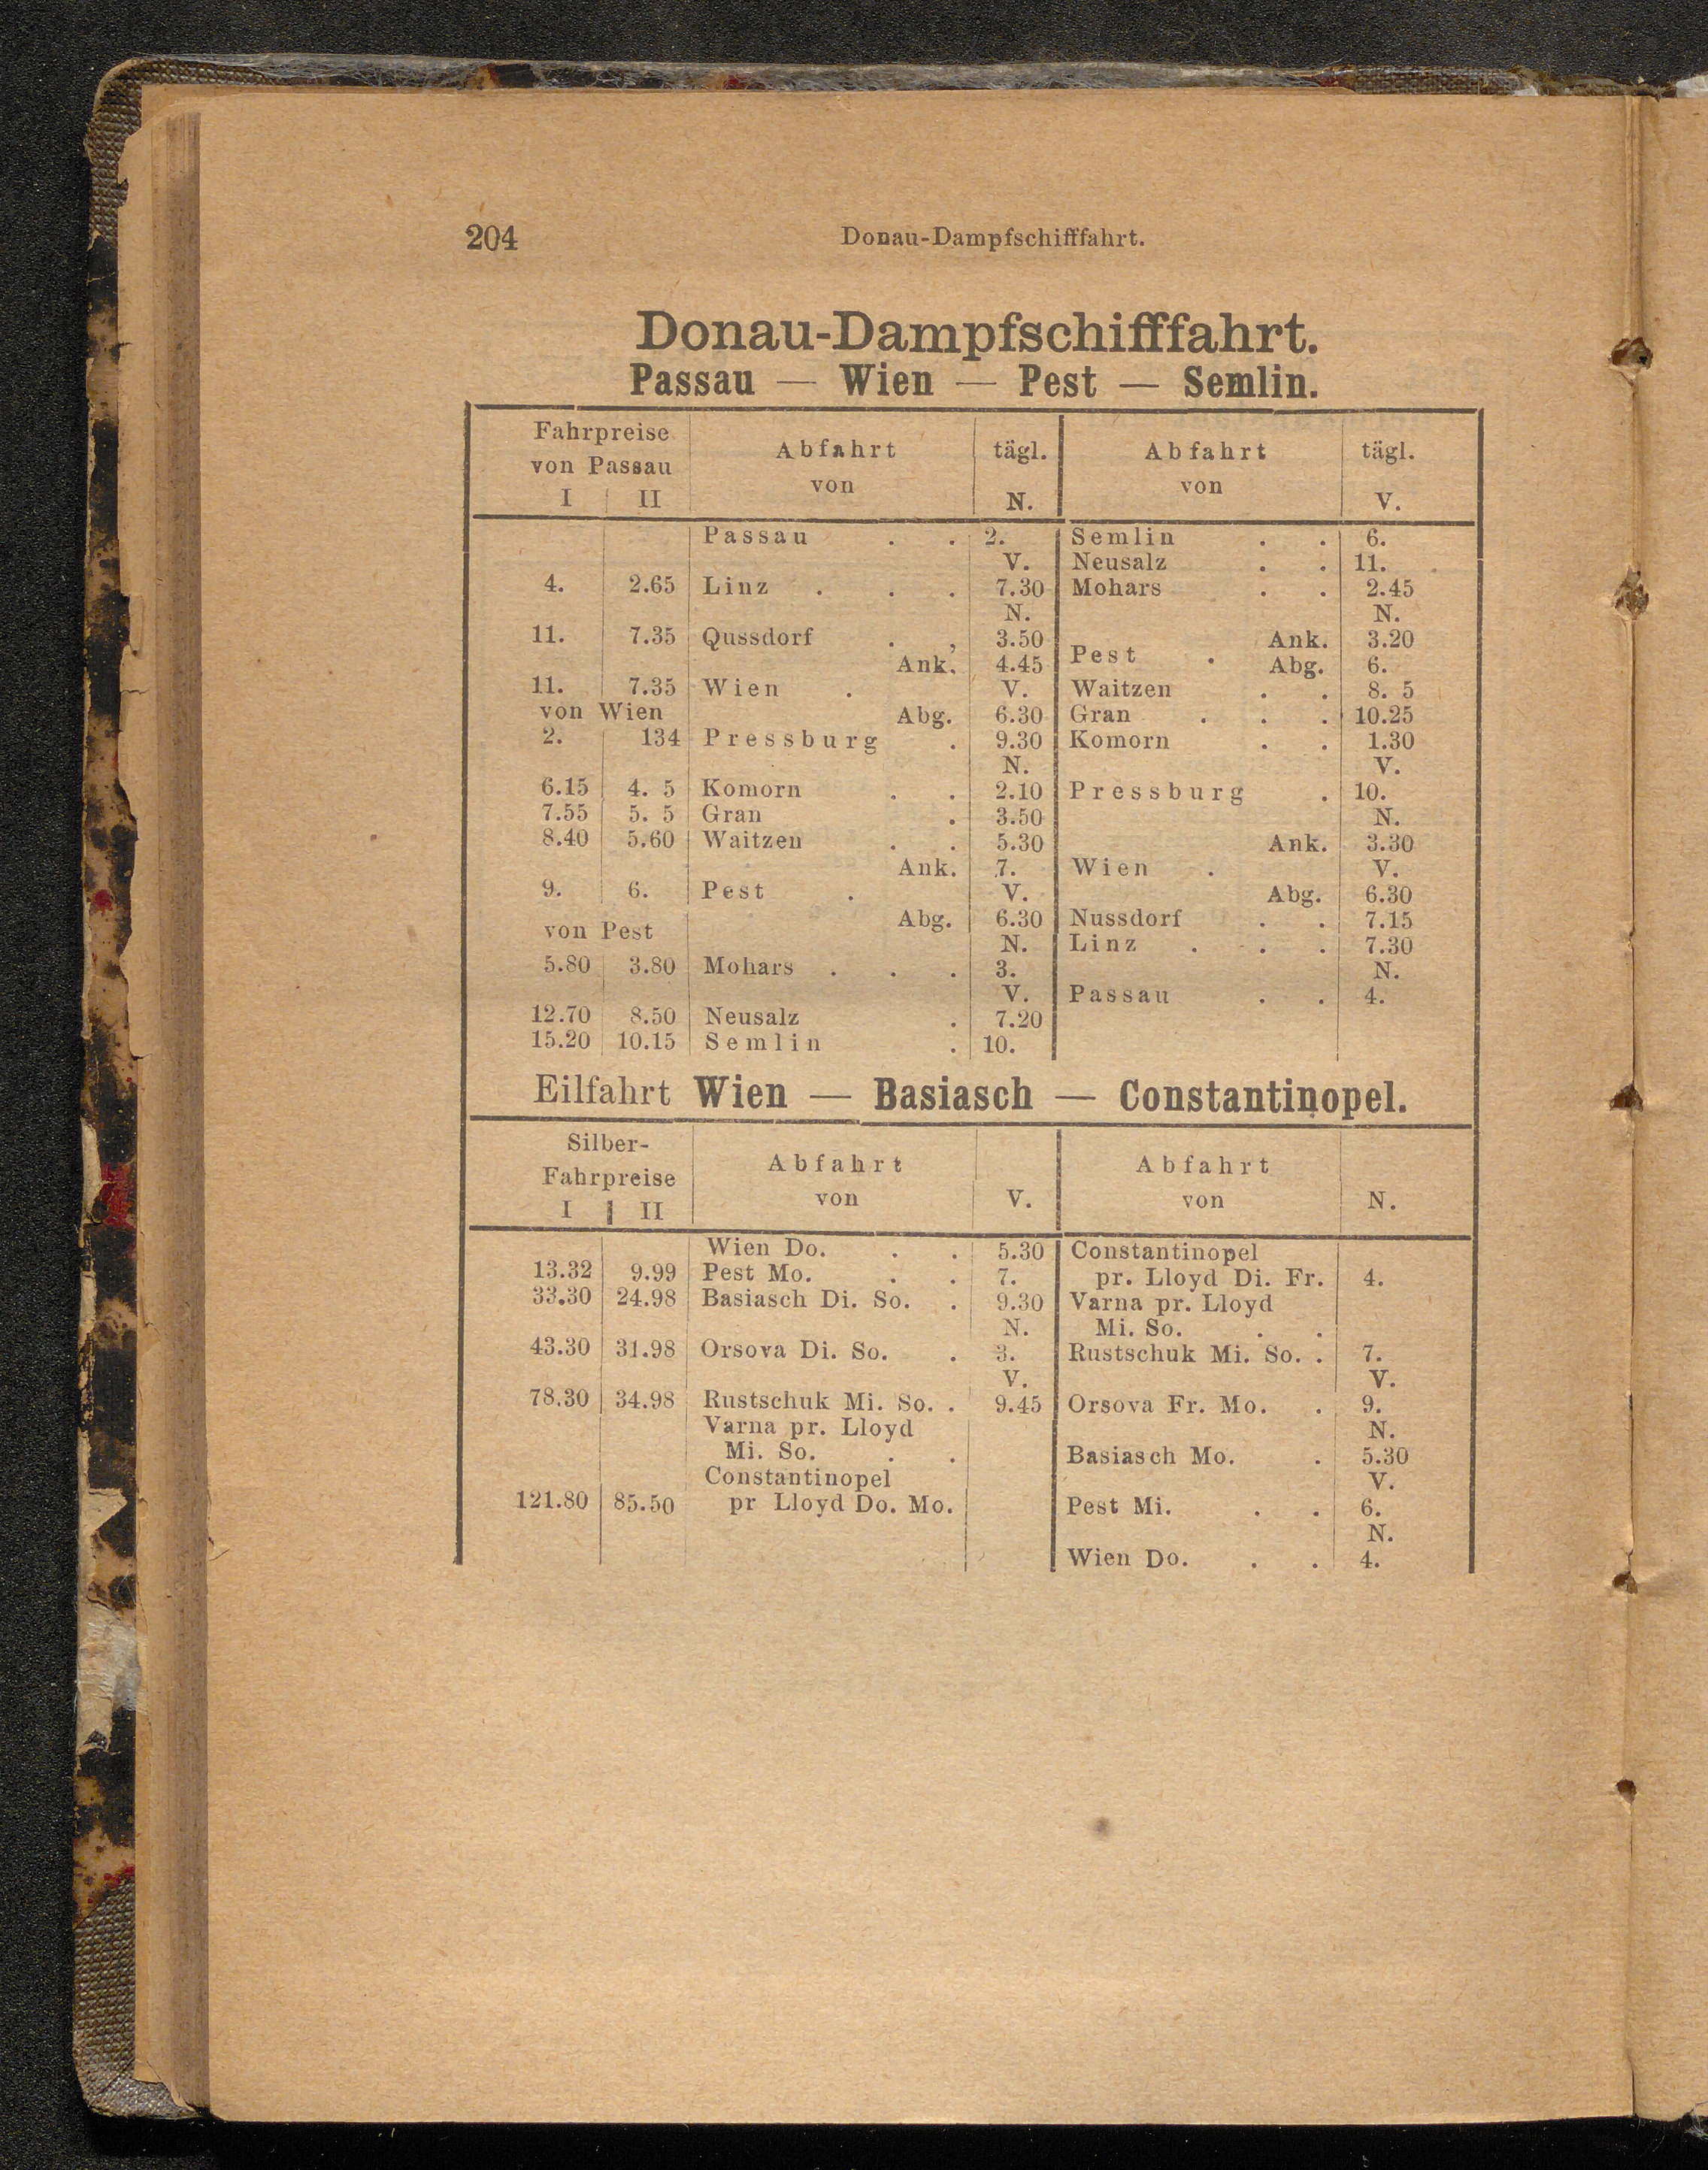 204 Donau-Dampfschifffahrt.
Donau-Dampfschifffahrt.
Passau — Wien — Pest — Semlin.
Fahrpreise von Passau I II Abfahrt von tägl. N. Abfahrt von tägl. V.
Passau . . 2. Semlin . . 6.
V. Neusalz . . 11.
4. 2.65 Linz . . . 7.30 Mohars . . 2.45
N. N.
11. 7.35 Qussdorf . , 3.50 Ank. 3.20
Ank. 4.45 Pest . Abg. 6.
11. 7.35 Wien . V. Waitzen . . 8. 5
von Wien Abg. 6.30 Gran . . . 10.25
2. 134 Pressburg . 9.30 Komorn . . 1.30
N. V.
6.15 4. 5 Komorn . . 2.10 Pressburg . 10.
7.55 5. 5 Gran . 3.50 N.
8.40 5.60 Waitzen . . 5.30 Ank. 3.30
Ank. 7. Wien . V.
9. 6. Pest . V. Abg. 6.30
von Pest Abg. 6.30 Nussdorf . . 7.15
N. Linz . . . 7.30
5.80 3.80 Mohars . . . 3. N.
V. Passau . . 4.
12.70 8.50 Neusalz . 7.20
15.20 10.15 Semlin . 10.
Eilfahrt Wien — Basiasch — Constantinopel.
Silber-Fahrpreise I II Abfahrt von V. Abfahrt von N.
Wien Do. . . 5.30 Constantinopel
13.32 9.99 Pest Mo. . . 7. pr. Lloyd Di. Fr. 4.
33.30 24.98 Basiasch Di. So. . 9.30 Varna pr. Lloyd
N. Mi. So. . .
43.30 31.98 Orsova Di. So. . 3. Rustschuk Mi. So. . 7.
V. V.
78.30 34.98 Rustschuk Mi. So. . 9.45 Orsova Fr. Mo. . 9.
Varna pr. Lloyd N.
Mi. So. . . Basiasch Mo. . 5.30
Constantinopel V.
121.80 85.50 pr Lloyd Do. Mo. Pest Mi. . . 6.
N.
Wien Do. . . 4.